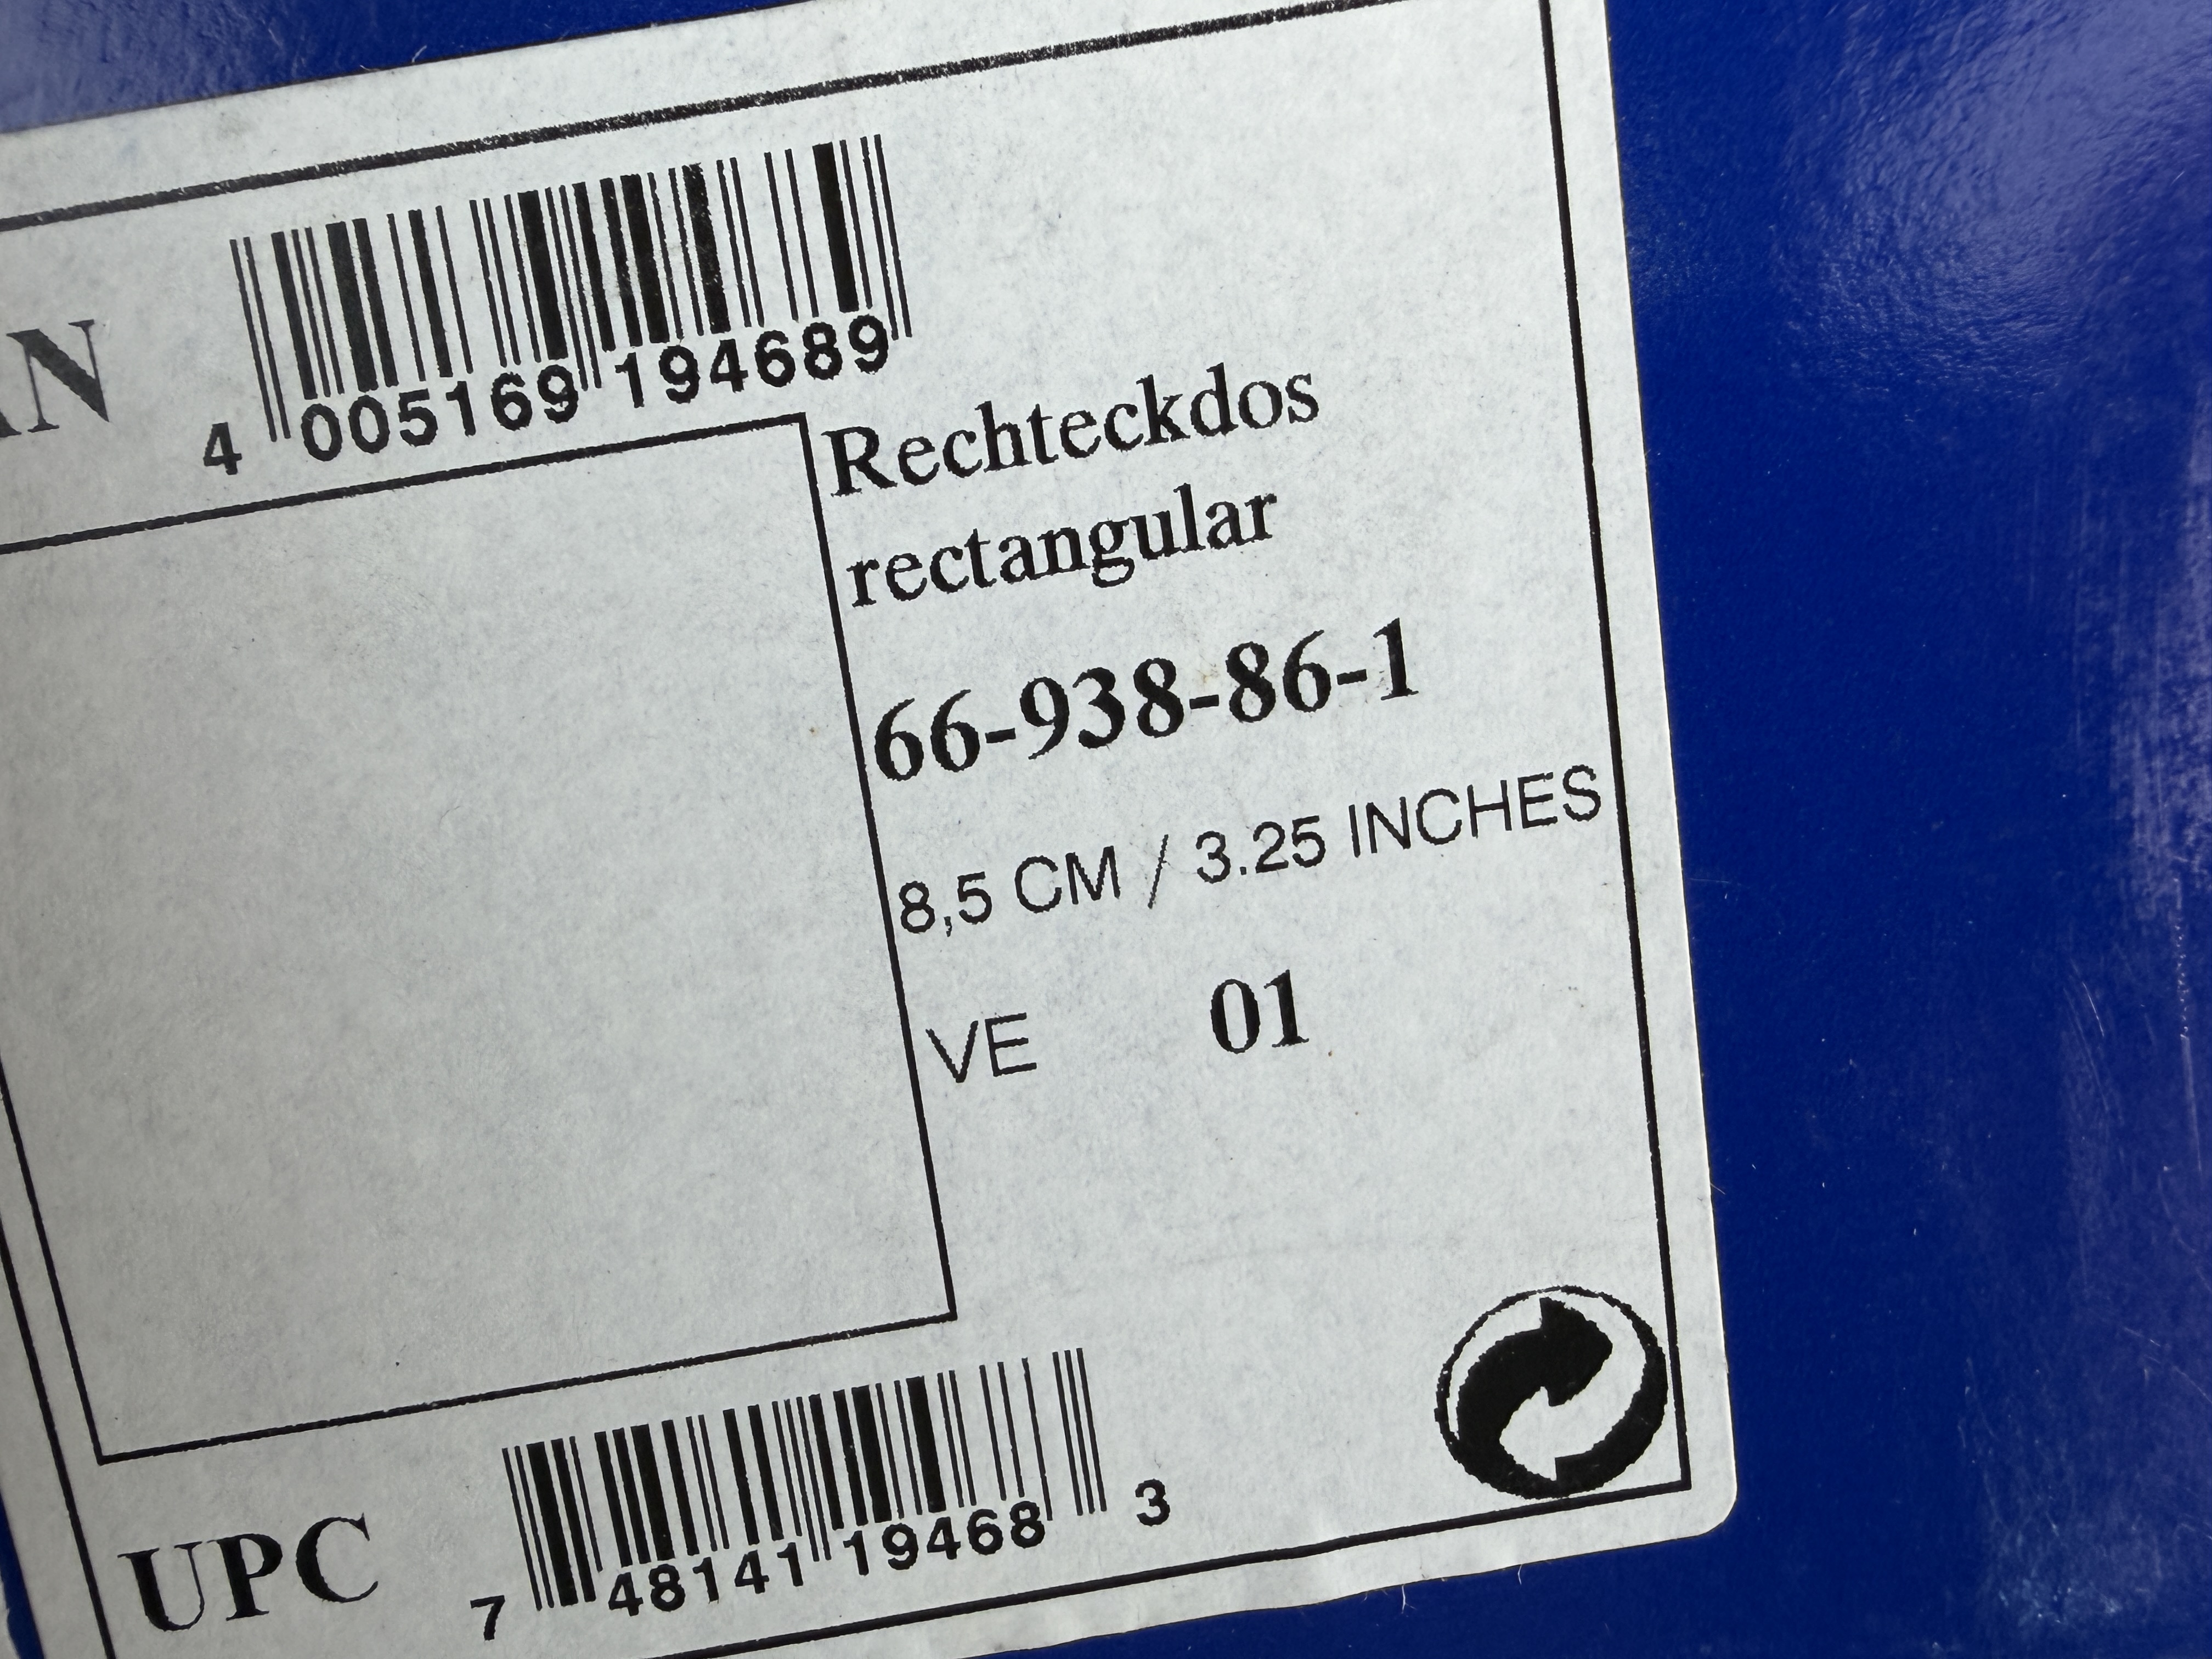 4 005169 194689
Rechteckdos
rectangular
66-938-86-1
8,5 CM / 3.25 INCHES
VE 01
UPC 7 48141 19468 3